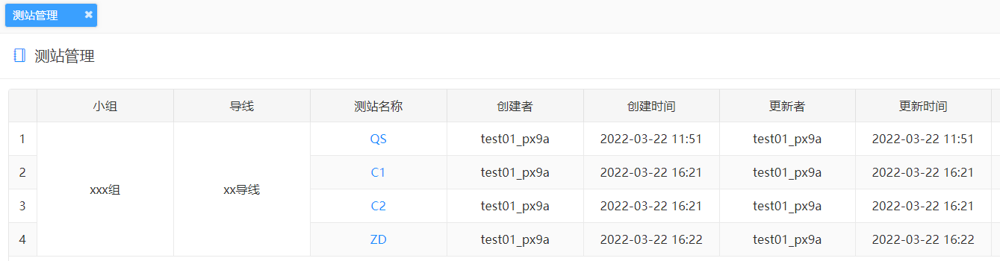 测站管理
测站管理
小组 导线 测站名称 创建者 创建时间 更新者 更新时间
1 QS test01_px9a 2022-03-22 11:51 test01_px9a 2022-03-22 11:51
2 C1 test01_px9a 2022-03-22 16:21 test01_px9a 2022-03-22 16:21
xxx组 xx导线
3 C2 test01_px9a 2022-03-22 16:21 test01_px9a 2022-03-22 16:21
4 ZD test01_px9a 2022-03-22 16:22 test01_px9a 2022-03-22 16:22